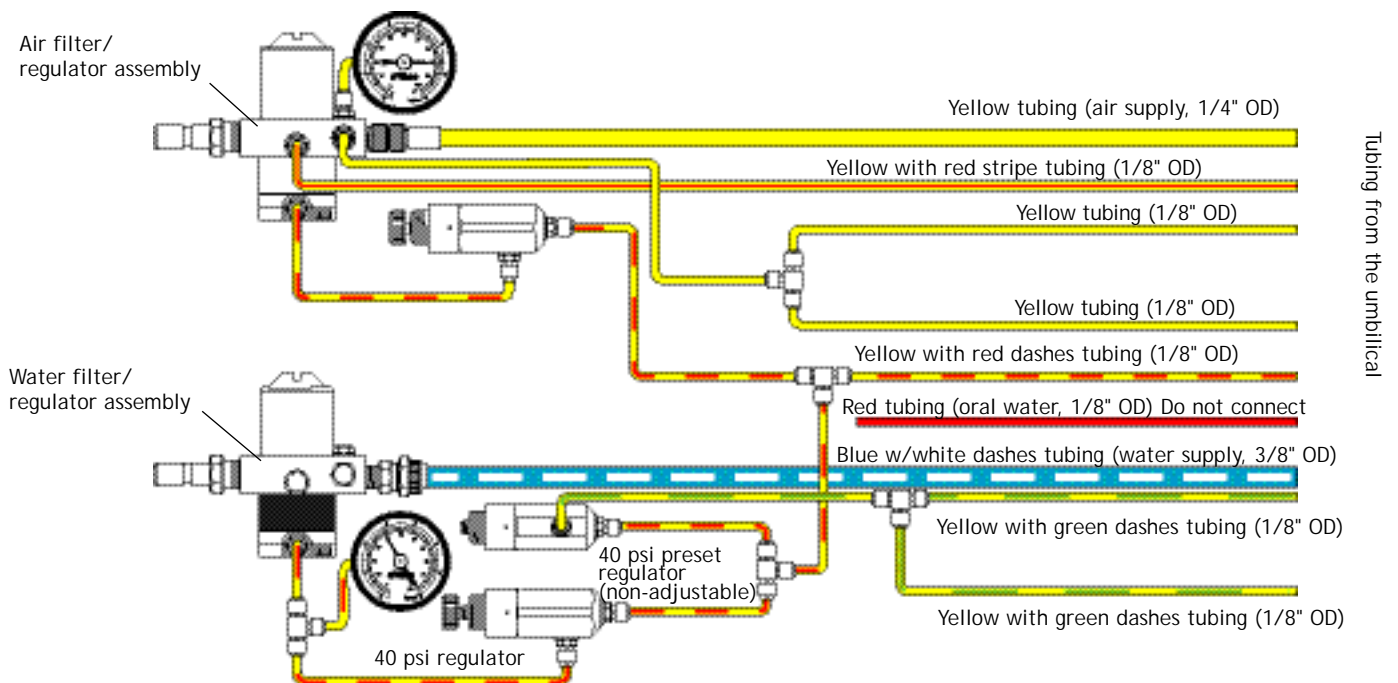 Air filter/
regulator assembly
Yellow tubing (air supply, 1/4" OD)
Yellow with red stripe tubing (1/8" OD)
Yellow tubing (1/8" OD)
Yellow tubing (1/8" OD)
Yellow with red dashes tubing (1/8" OD)
Tubing from the umbilical
Water filter/
regulator assembly
Red tubing (oral water, 1/8" OD) Do not connect
Blue w/white dashes tubing (water supply, 3/8" OD)
Yellow with green dashes tubing (1/8" OD)
40 psi preset
regulator
(non-adjustable)
Yellow with green dashes tubing (1/8" OD)
40 psi regulator